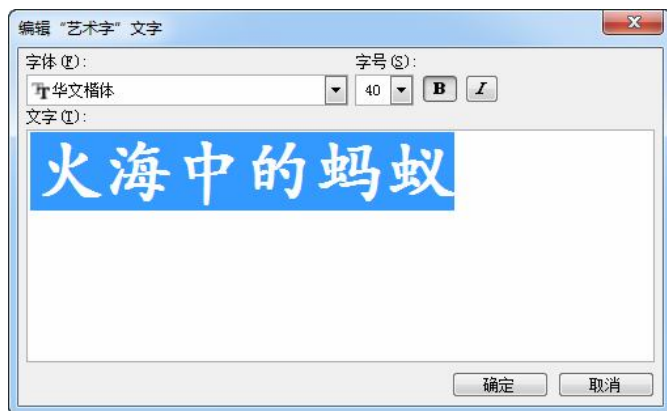 编辑“艺术字”文字
字体(F): 字号(S):
华文楷体 40 B I
文字(T):
火海中的蚂蚁
确定 取消